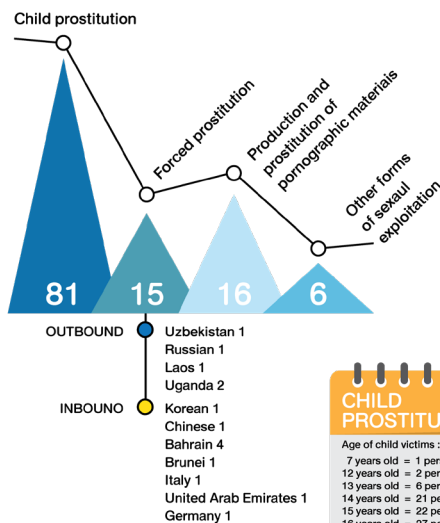 Child prostitution
Forced prostitution
Production and
prostitution of
pornographic materiais
Other forms
of sexaul
exploitation
81
15
16
6
OUTBOUND
Uzbekistan 1
Russian 1
Laos 1
Uganda 2
INBOUNO
Korean 1
Chinese 1
Bahrain 4
Brunei 1
Italy 1
United Arab Emirates 1
Germany 1
CHILD
PROSTITU
Age of child victims :
7 years old = 1 per
12 years old = 2 per
13 years old = 6 per
14 years old = 21 pe
15 years old = 22 pe